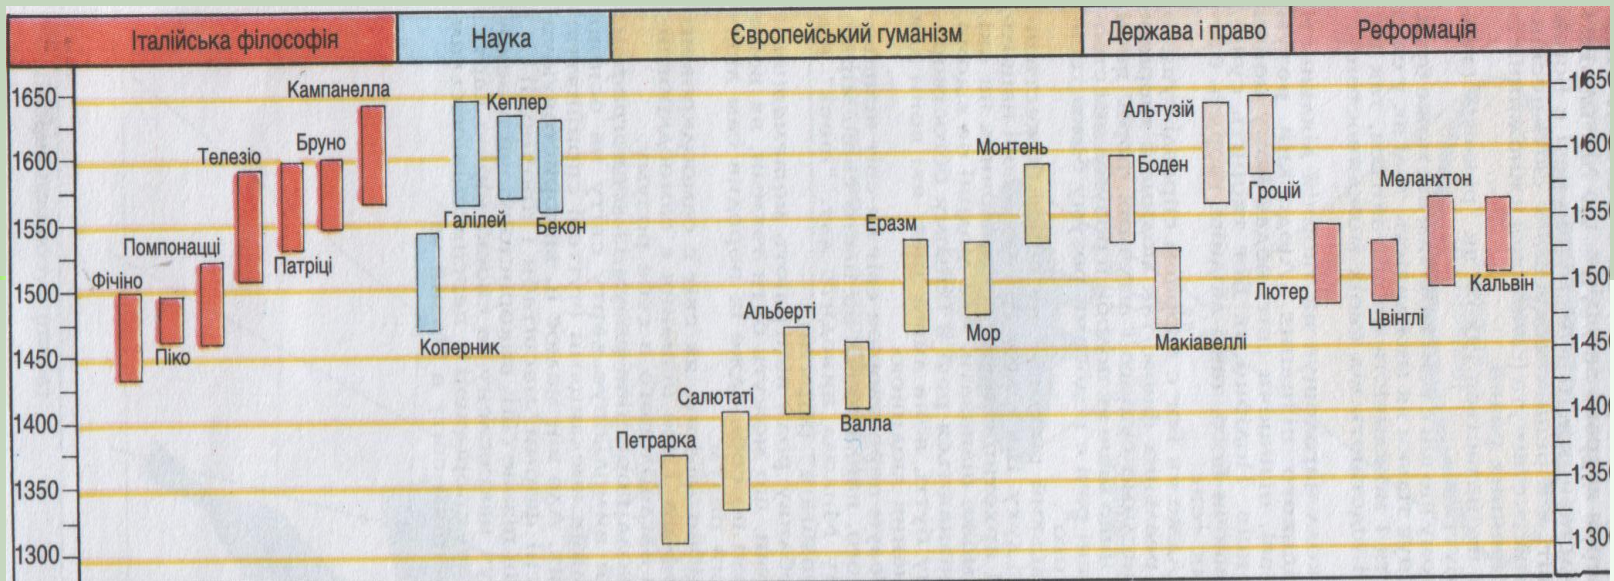 Італійська філософія
Наука
Європейський гуманізм
Держава і право
Реформація
1650
1600
1550
1500
1450
1400
1350
1300
Фічіно
Піко
Помпонацці
Телезіо
Патріці
Бруно
Кампанелла
Коперник
Галілей
Кеплер
Бекон
Петрарка
Салютаті
Альберті
Валла
Еразм
Мор
Монтень
Боден
Макіавеллі
Альтузій
Гроцій
Лютер
Цвінглі
Меланхтон
Кальвін